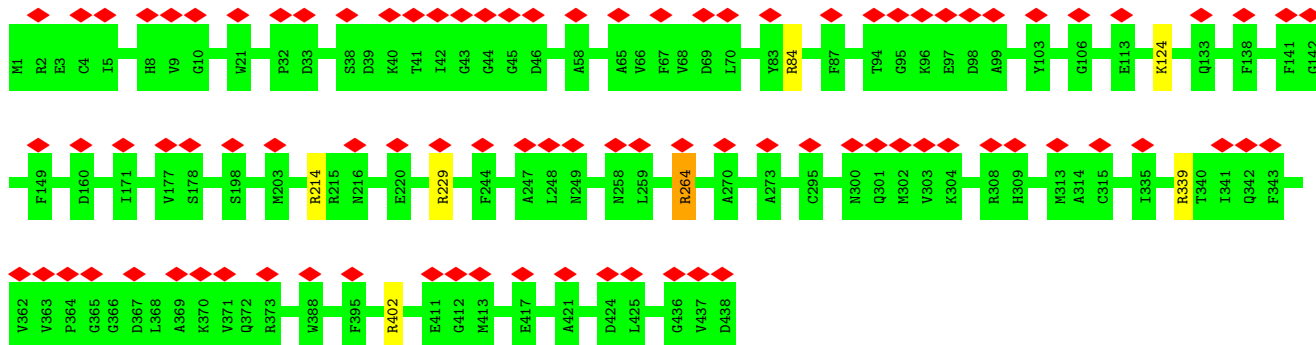 M1 R2 E3 C4 I5 H8 V9 G10 W21 P32 D33 S38 D39 K40 T41 I42 G43 G44 G45 D46 A58 A65 V66 F67 V68 D69 L70 Y83 R84 F87 T94 G95 K96 E97 D98 A99 Y103 G106 E113 K124 Q133 F138 F141 G142
F149 D160 I171 V177 S178 S198 M203 R214 R215 N216 E220 R229 F244 A247 L248 N249 N258 L259 R264 A270 A273 C295 N300 Q301 M302 V303 K304 R308 H309 M313 A314 C315 I335 R339 T340 I341 Q342 F343
V362 V363 P364 G365 G366 D367 L368 A369 K370 V371 Q372 R373 W388 F395 R402 E411 G412 M413 E417 A421 D424 L425 G436 V437 D438